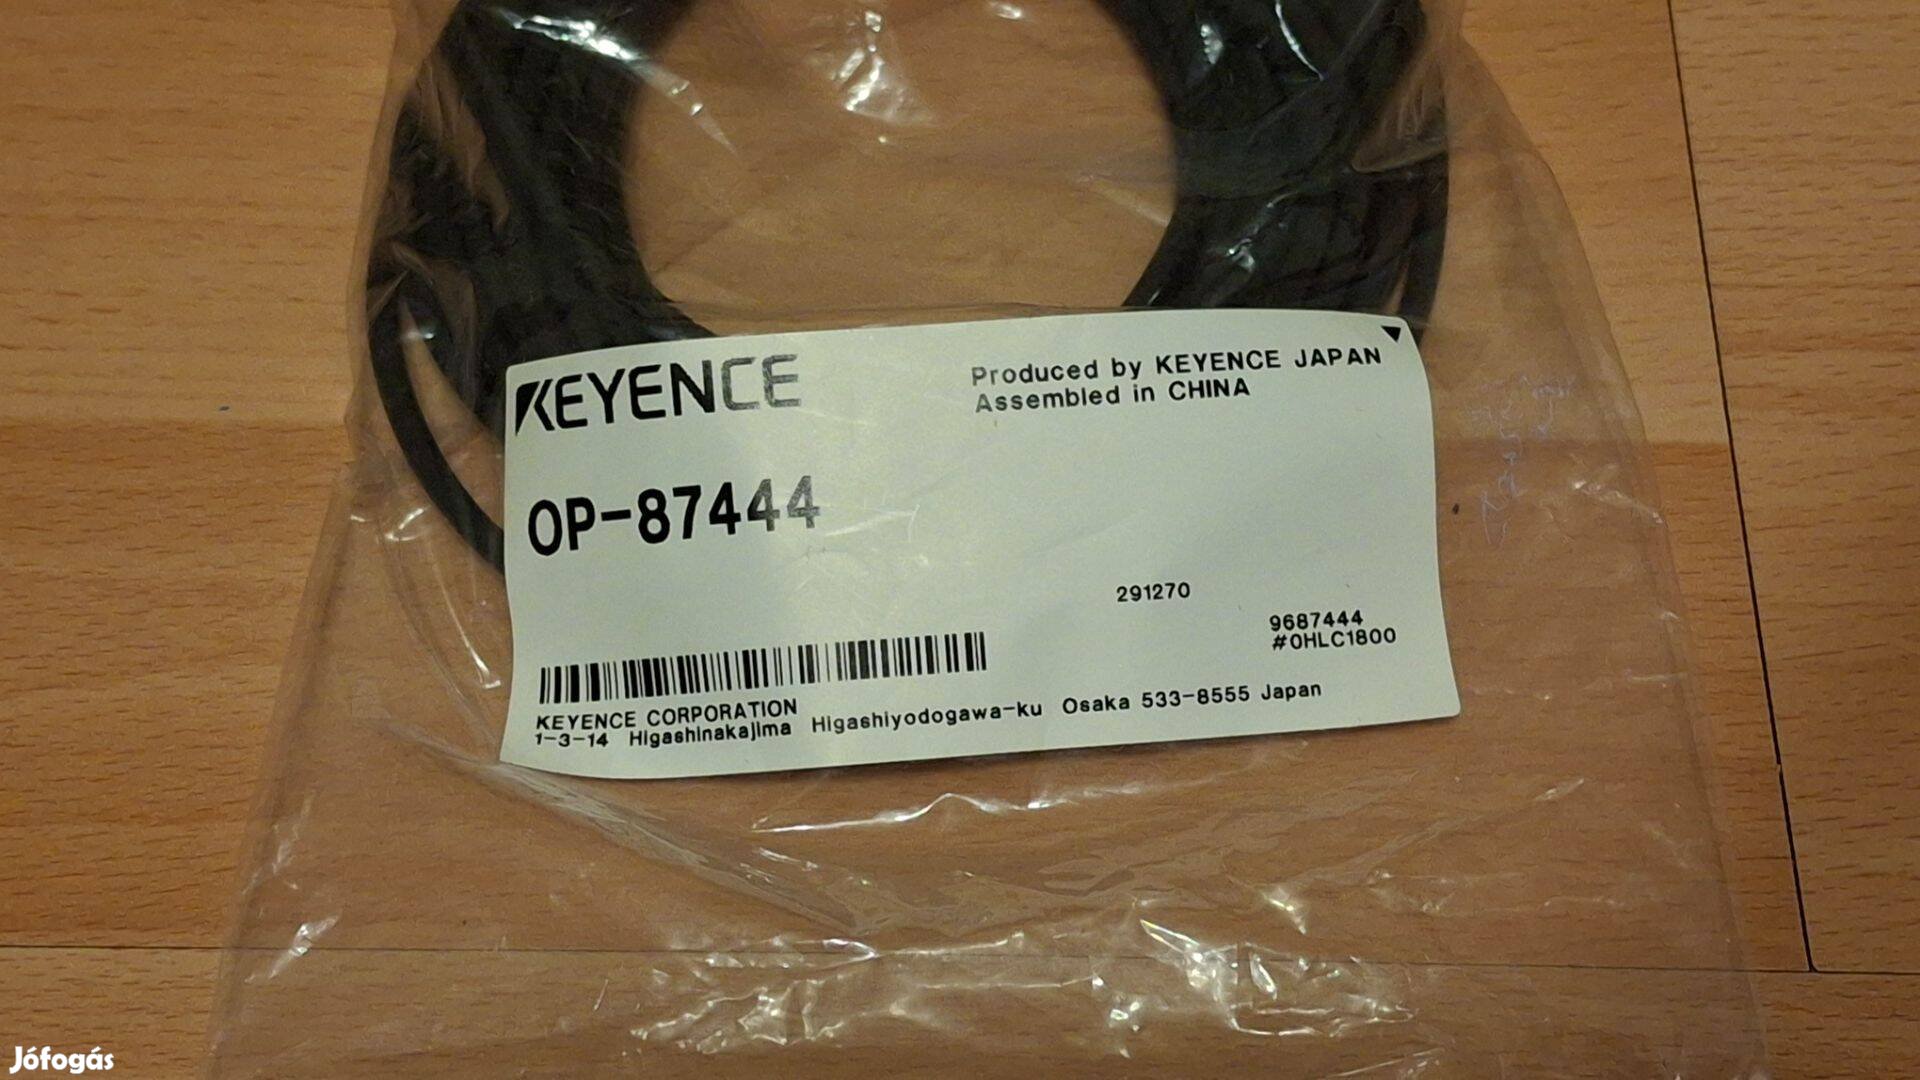 KEYENCE
Produced by KEYENCE JAPAN
Assembled in CHINA
OP-87444
291270
9687444
#0HLC1800
KEYENCE CORPORATION
1-3-14 Higashinakajima Higashiyodogawa-ku Osaka 533-8555 Japan
Jófogás